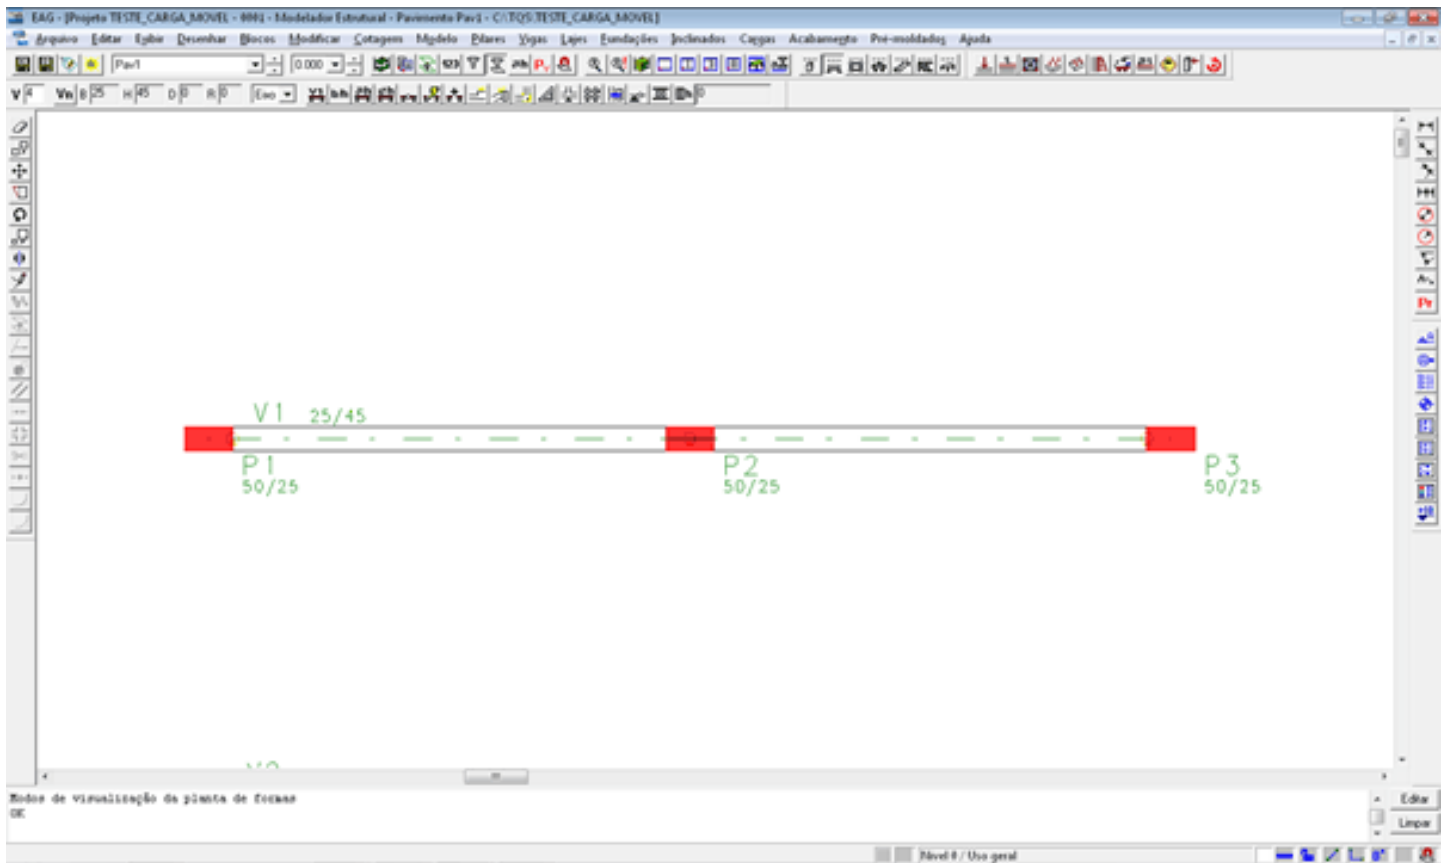 EAG - [Projeto TESTE_CARGA_MOVEL - 0001 - Modelador Estrutural - Pavimento Pav1 - C:\TQS\TESTE_CARGA_MOVEL]
Arquivo Editar Exibir Desenhar Blocos Modificar Cotagem Modelo Pilares Vigas Lajes Fundações Inclinados Cargas Acabamento Pré-moldados Ajuda
Pav1 0.000
V 4 Vn B 25 H 45 D 0 R 0 Eixo 0
V1 25/45
P1 P2 P3
50/25 50/25 50/25
Modos de visualização da planta de formas
OK
Editar
Limpar
Nível 0 / Uso geral